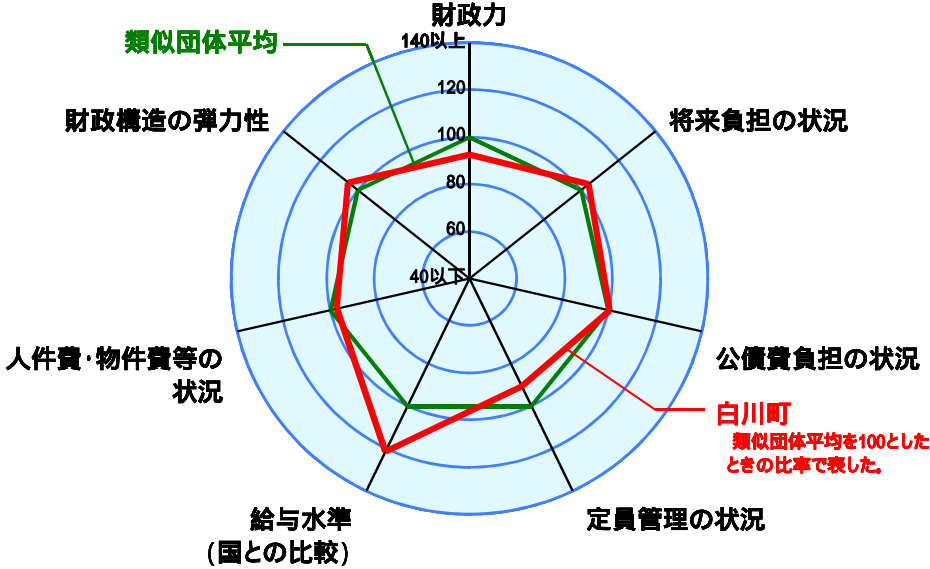 財政力
類似団体平均
140以上
120
100
80
60
40以下
財政構造の弾力性
将来負担の状況
人件費・物件費等の
状況
公債費負担の状況
白川町
類似団体平均を100とした
ときの比率で表した。
給与水準
(国との比較)
定員管理の状況